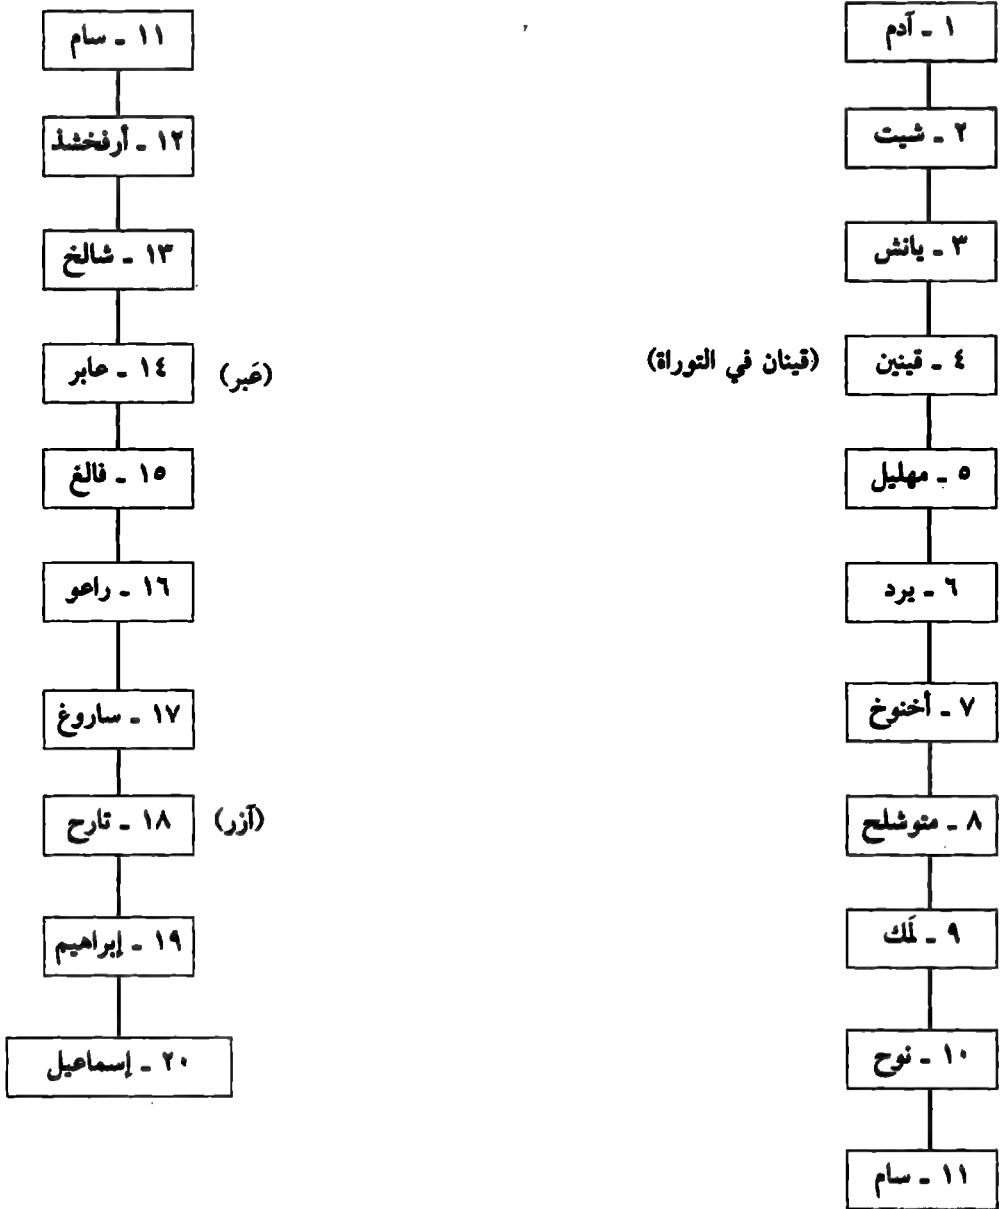 ١ ـ آدم
٢ ـ شيت
٣ ـ يانش
٤ ـ قينين (قينان في التوراة)
٥ ـ مهليل
٦ ـ يرد
٧ ـ أخنوخ
٨ ـ متوشلح
٩ ـ لَمَك
١٠ ـ نوح
١١ ـ سام
١١ ـ سام
١٢ ـ أرفخشذ
١٣ ـ شالخ
١٤ ـ عابر (عَبر)
١٥ ـ فالغ
١٦ ـ راعو
١٧ ـ ساروغ
١٨ ـ تارح (آزر)
١٩ ـ إبراهيم
٢٠ ـ إسماعيل